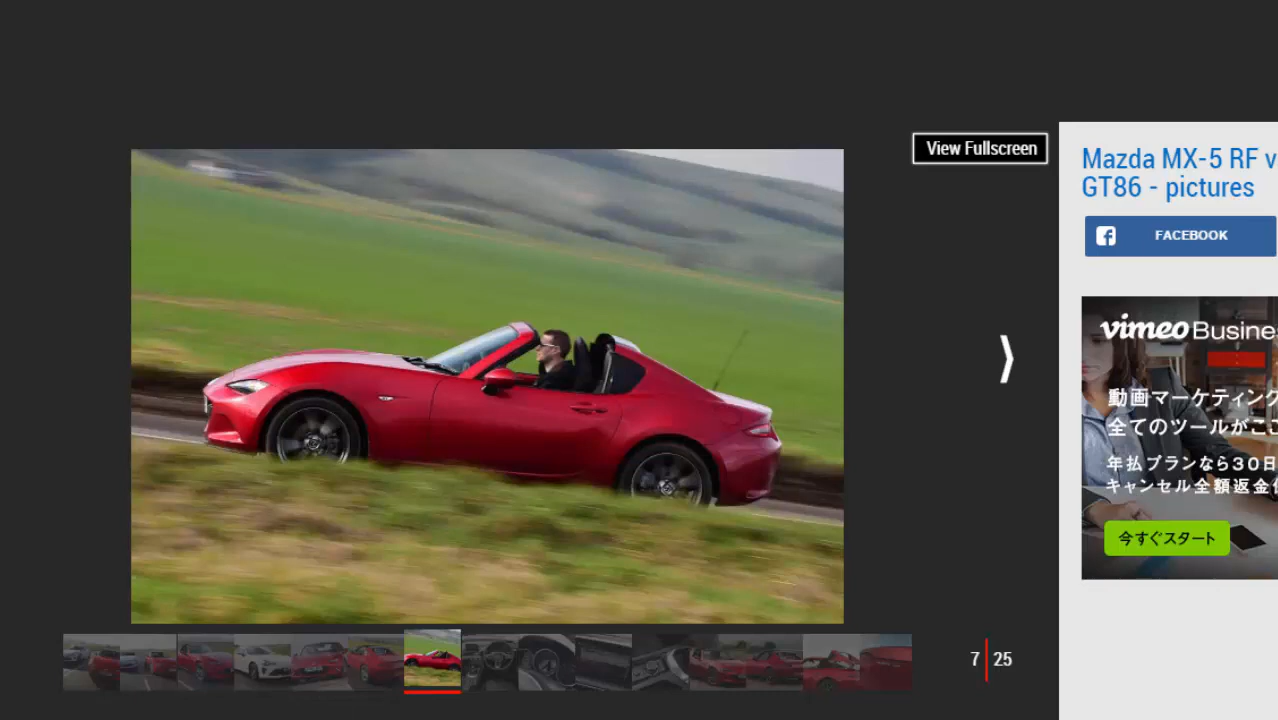 View Fullscreen
Mazda MX-5 RF v
GT86 - pictures
FACEBOOK
vimeo Busine
動画マーケティング
全てのツールがここ
年払プランなら30日
キャンセル全額返金
今すぐスタート
7 25